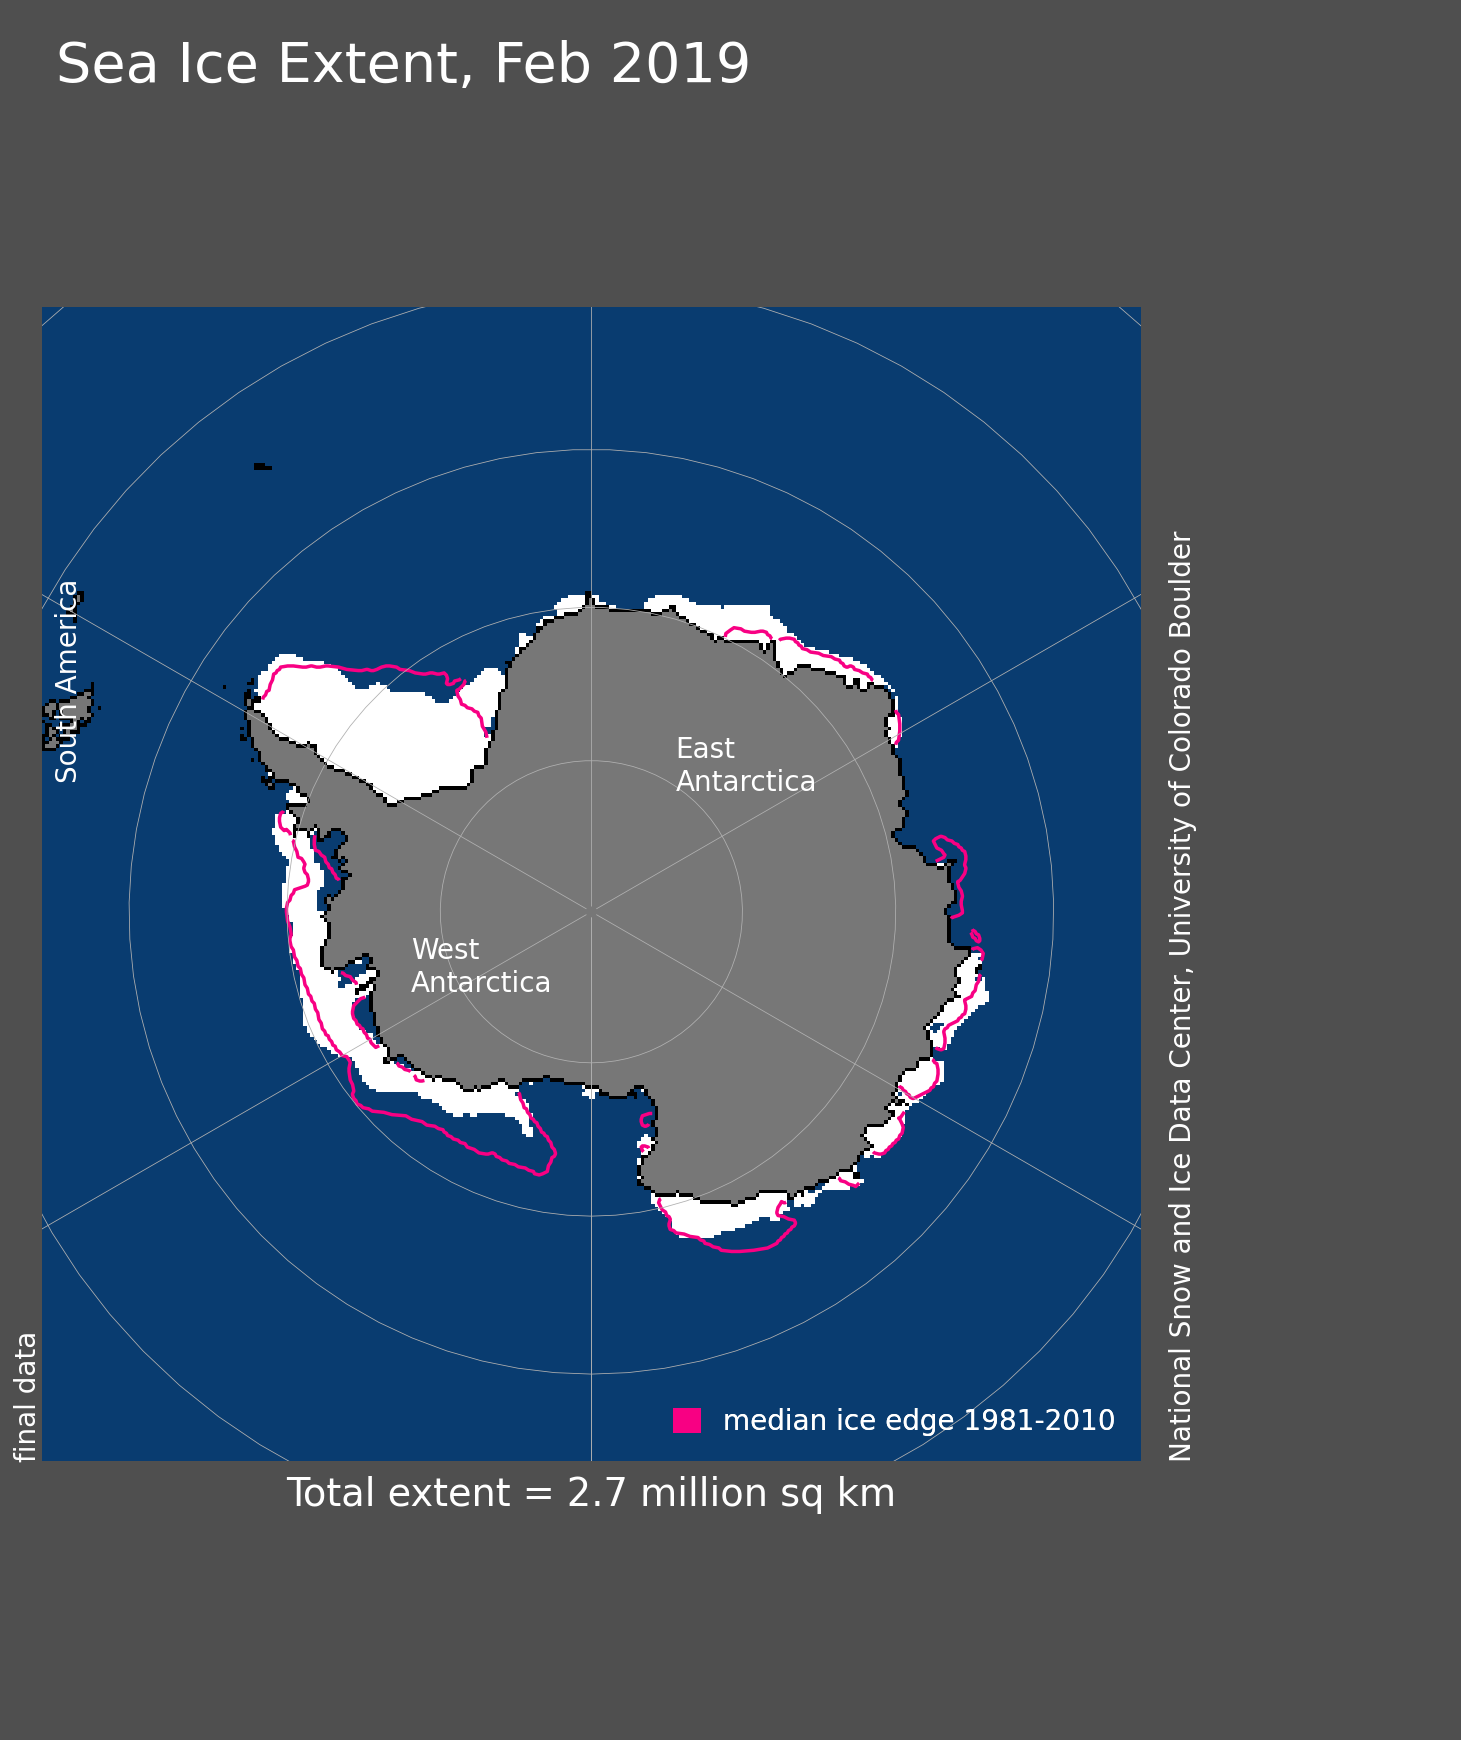 Sea Ice Extent, Feb 2019
South America
East
Antarctica
West
Antarctica
median ice edge 1981-2010
final data
National Snow and Ice Data Center, University of Colorado Boulder
Total extent = 2.7 million sq km